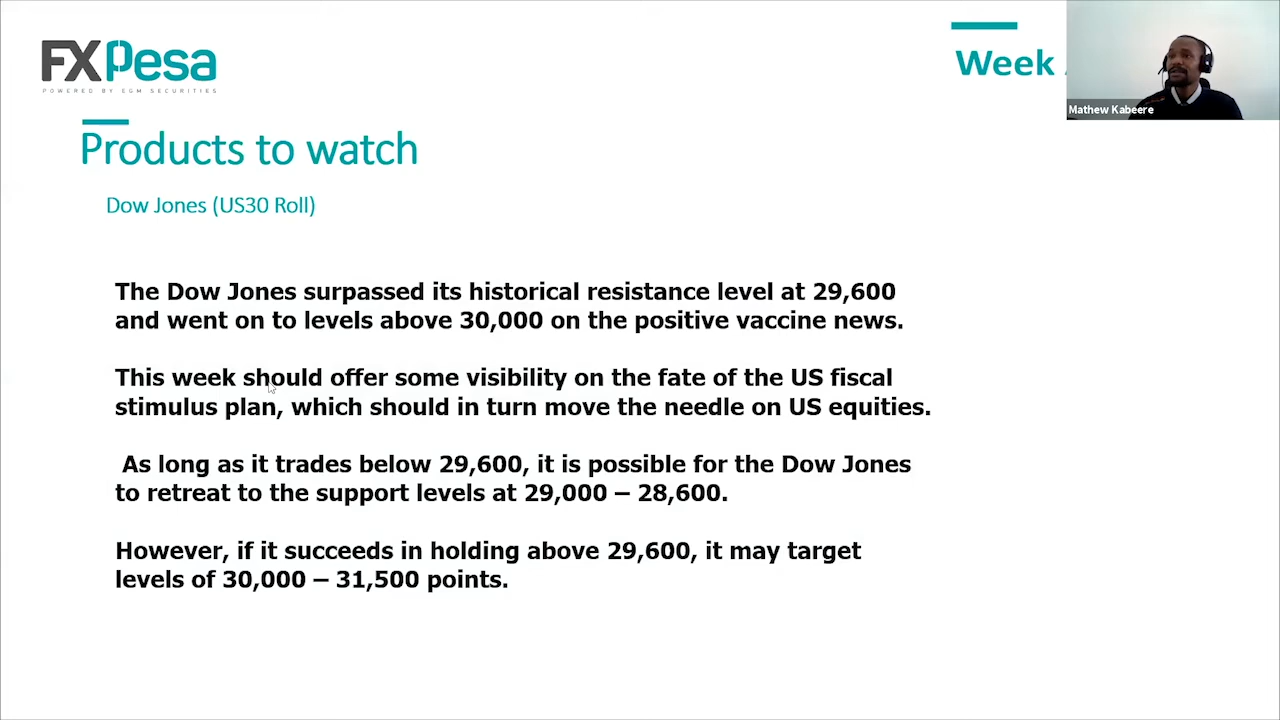 FXPesa
POWERED BY EGM SECURITIES
Week
Mathew Kabeere
Products to watch
Dow Jones (US30 Roll)
The Dow Jones surpassed its historical resistance level at 29,600
and went on to levels above 30,000 on the positive vaccine news.
This week should offer some visibility on the fate of the US fiscal
stimulus plan, which should in turn move the needle on US equities.
As long as it trades below 29,600, it is possible for the Dow Jones
to retreat to the support levels at 29,000 – 28,600.
However, if it succeeds in holding above 29,600, it may target
levels of 30,000 – 31,500 points.